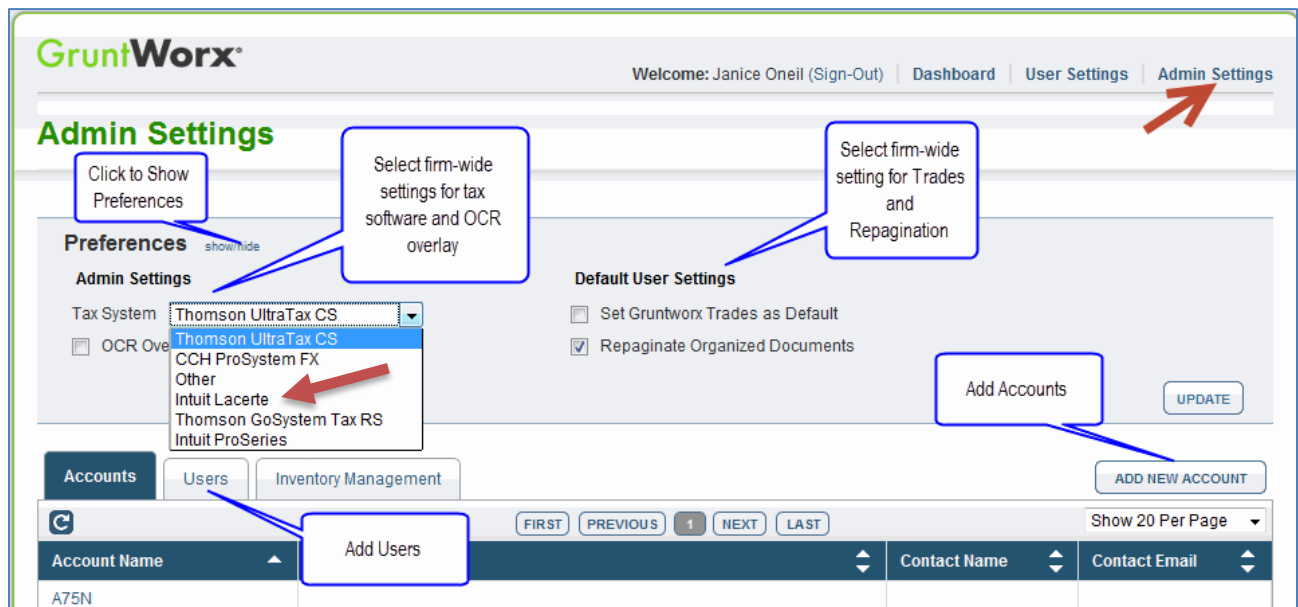 GruntWorx
Welcome: Janice Oneil (Sign-Out) | Dashboard | User Settings | Admin Settings
Admin Settings
Click to Show
Preferences
Select firm-wide
settings for tax
software and OCR
overlay
Select firm-wide
setting for Trades
and
Repagination
Preferences show/hide
Admin Settings
Default User Settings
Tax System Thomson UltraTax CS
Set Gruntworx Trades as Default
Thomson UltraTax CS
OCR Ove
Repaginate Organized Documents
CCH ProSystem FX
Other
Intuit Lacerte
Thomson GoSystem Tax RS
Intuit ProSeries
Add Accounts
UPDATE
Accounts Users Inventory Management
ADD NEW ACCOUNT
FIRST PREVIOUS 1 NEXT LAST
Show 20 Per Page
Add Users
Account Name Contact Name Contact Email
A75N